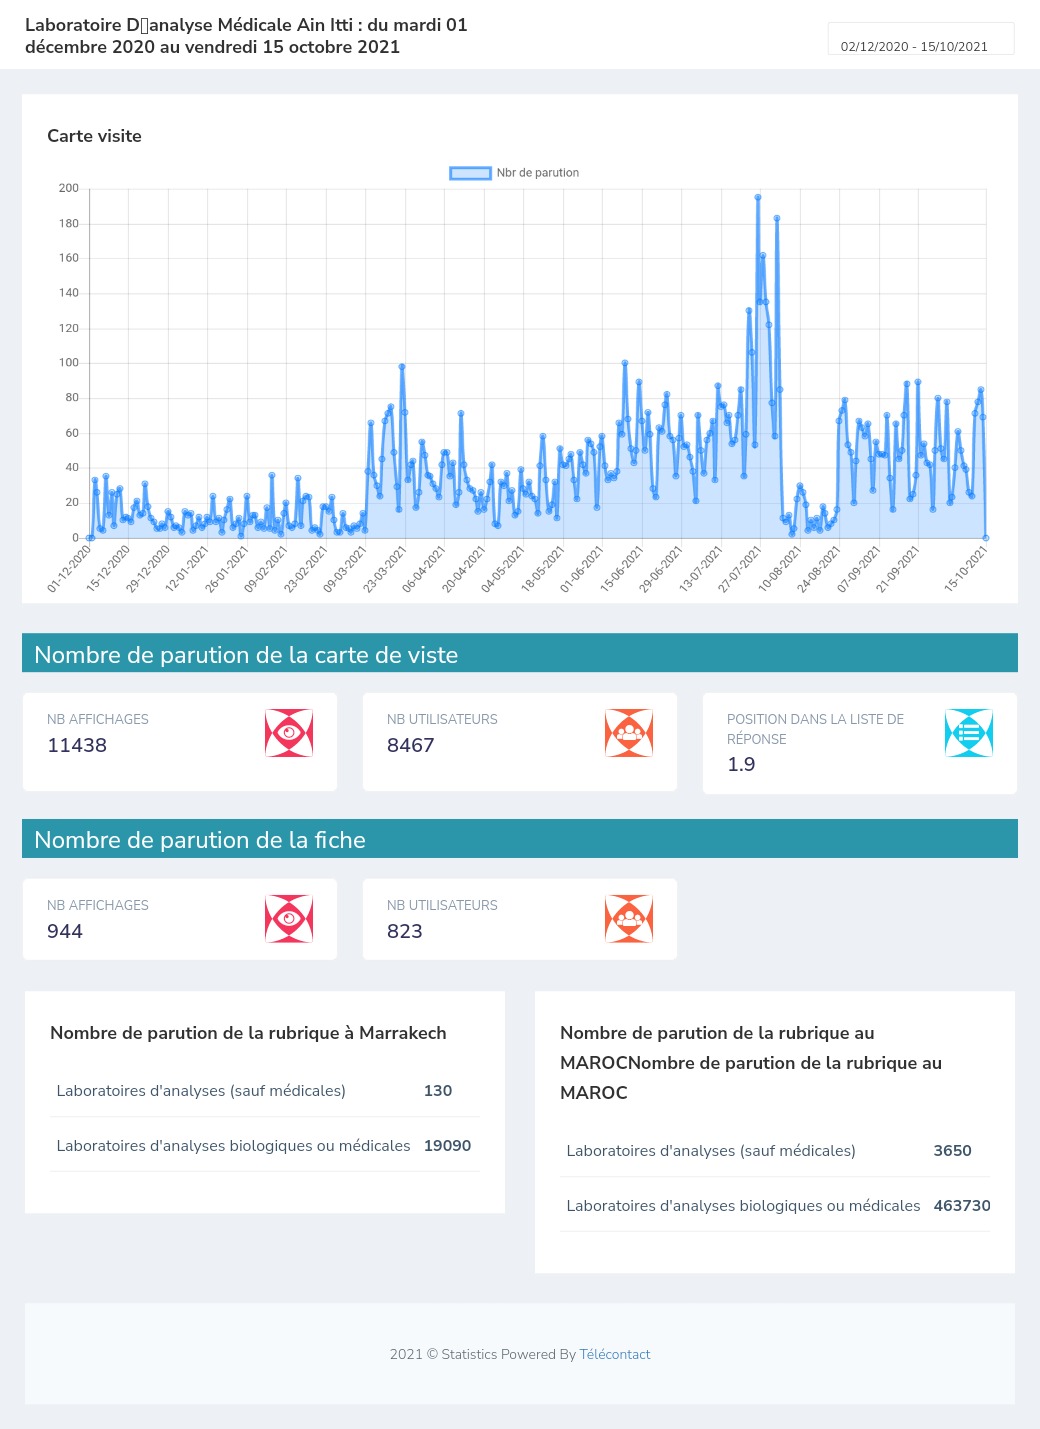 Laboratoire D▯analyse Médicale Ain Itti : du mardi 01
décembre 2020 au vendredi 15 octobre 2021
02/12/2020 - 15/10/2021
Carte visite
Nbr de parution
200
180
160
140
120
100
80
60
40
20
0
01-12-2020
15-12-2020
29-12-2020
12-01-2021
26-01-2021
09-02-2021
23-02-2021
09-03-2021
23-03-2021
06-04-2021
20-04-2021
04-05-2021
18-05-2021
01-06-2021
15-06-2021
29-06-2021
13-07-2021
27-07-2021
10-08-2021
24-08-2021
07-09-2021
21-09-2021
15-10-2021
Nombre de parution de la carte de viste
NB AFFICHAGES
11438
NB UTILISATEURS
8467
POSITION DANS LA LISTE DE
RÉPONSE
1.9
Nombre de parution de la fiche
NB AFFICHAGES
944
NB UTILISATEURS
823
Nombre de parution de la rubrique à Marrakech
Laboratoires d'analyses (sauf médicales) 130
Laboratoires d'analyses biologiques ou médicales 19090
Nombre de parution de la rubrique au
MAROCNombre de parution de la rubrique au
MAROC
Laboratoires d'analyses (sauf médicales) 3650
Laboratoires d'analyses biologiques ou médicales 463730
2021 © Statistics Powered By Télécontact